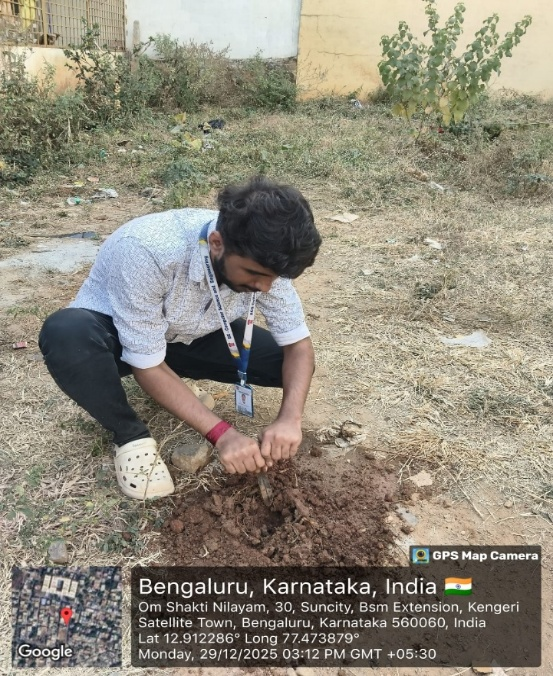 GPS Map Camera
Bengaluru, Karnataka, India 🇮🇳
Om Shakti Nilayam, 30, Suncity, Bsm Extension, Kengeri
Satellite Town, Bengaluru, Karnataka 560060, India
Lat 12.912286° Long 77.473879°
Monday, 29/12/2025 03:12 PM GMT +05:30
Google